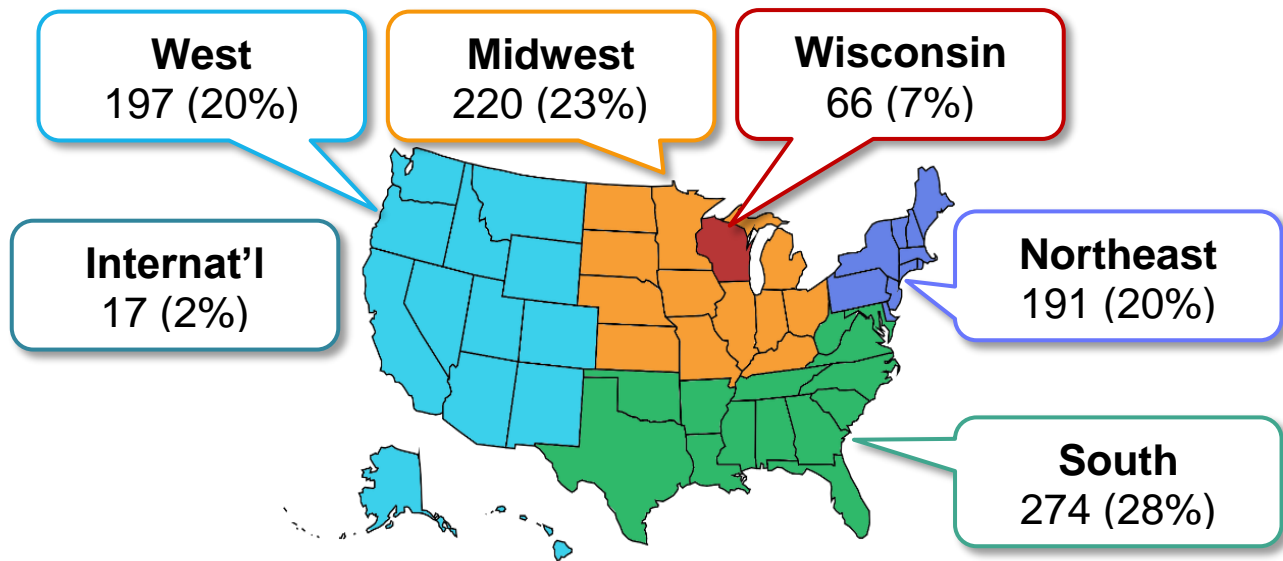 West
197 (20%)
Midwest
220 (23%)
Wisconsin
66 (7%)
Internat’l
17 (2%)
Northeast
191 (20%)
South
274 (28%)